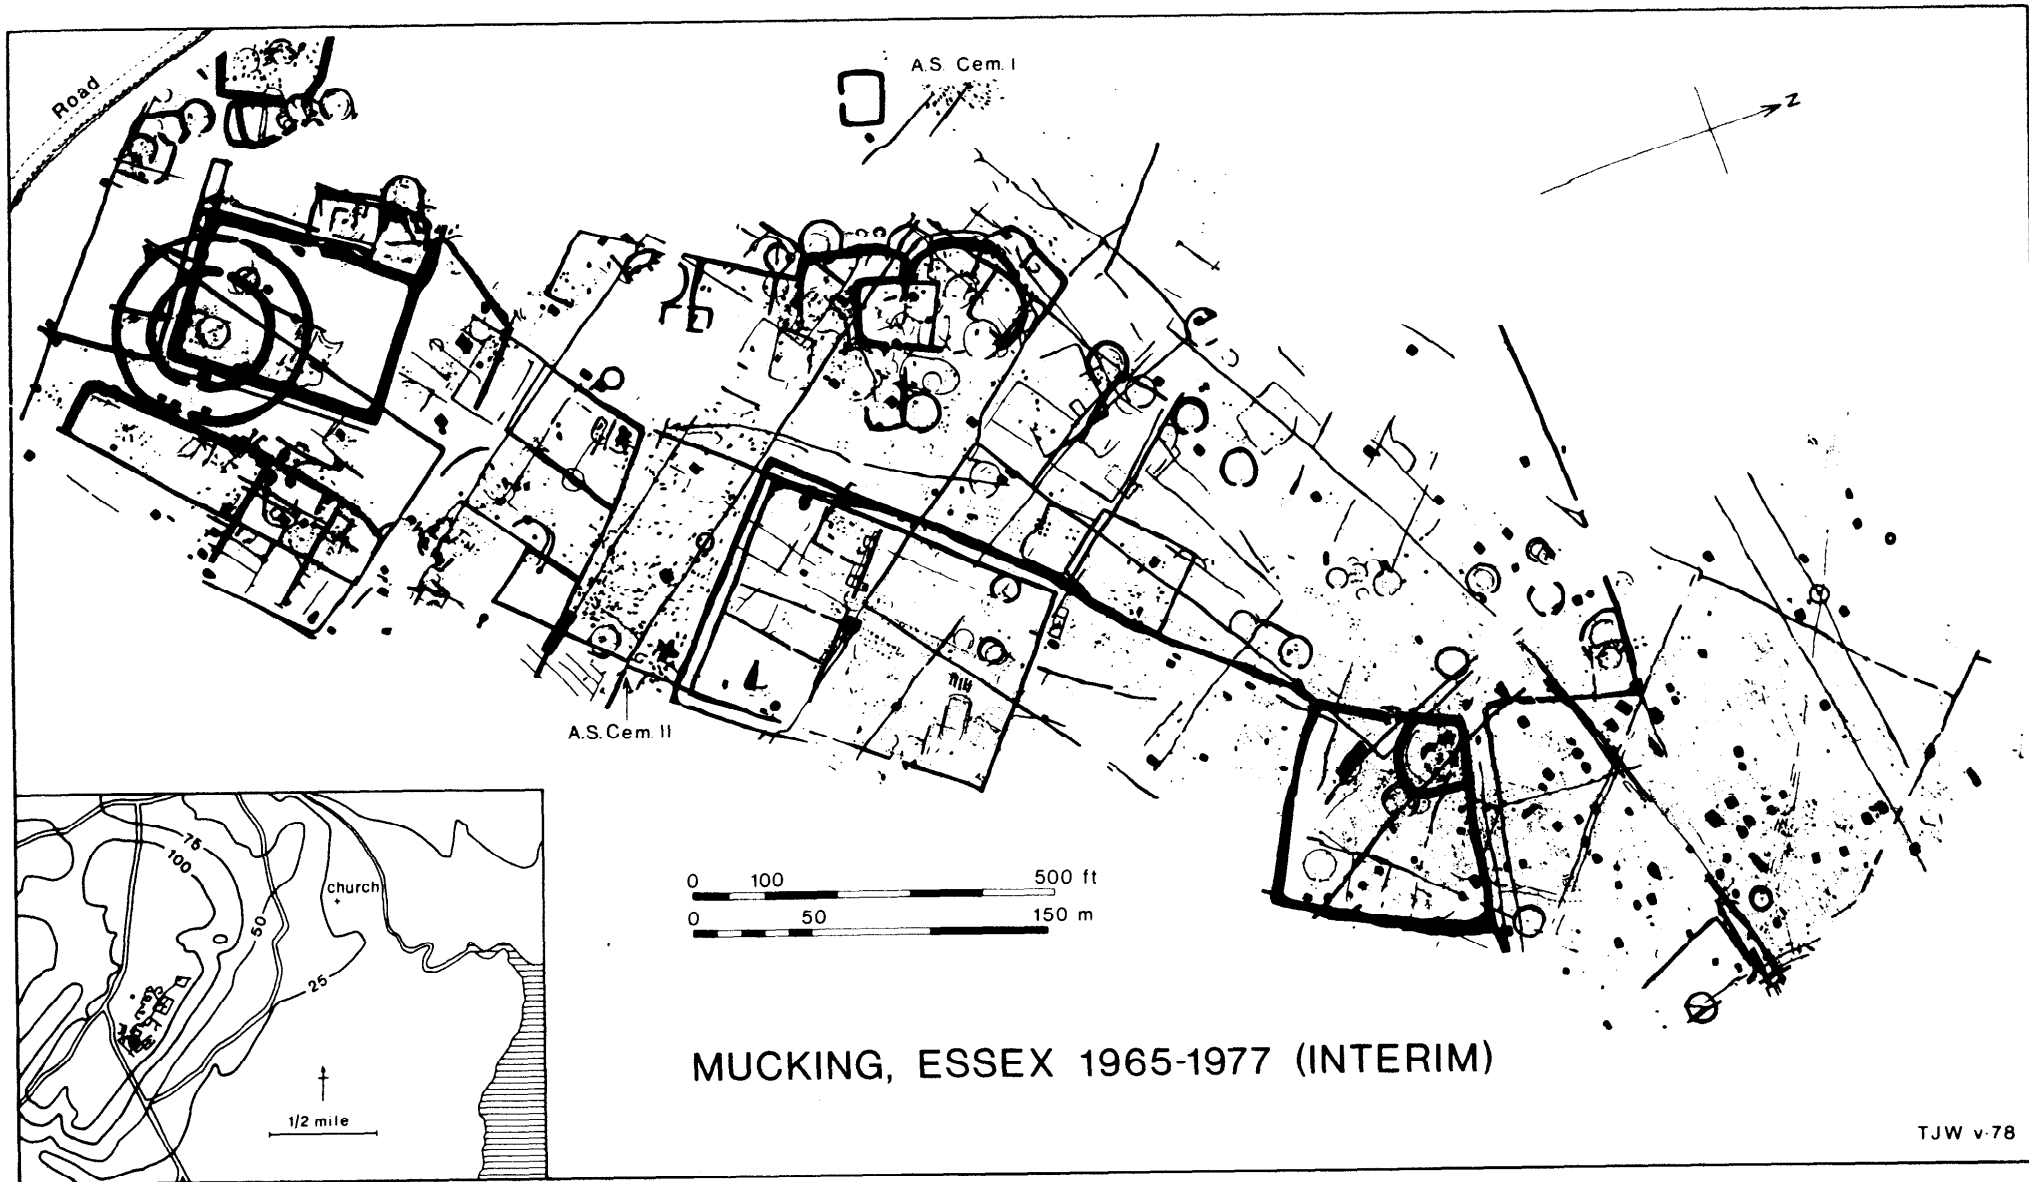 Road
A.S. Cem. I
N
A.S. Cem. II
75
100
50
25
church
1/2 mile
0 100 500 ft
0 50 150 m
MUCKING, ESSEX 1965-1977 (INTERIM)
TJW v·78